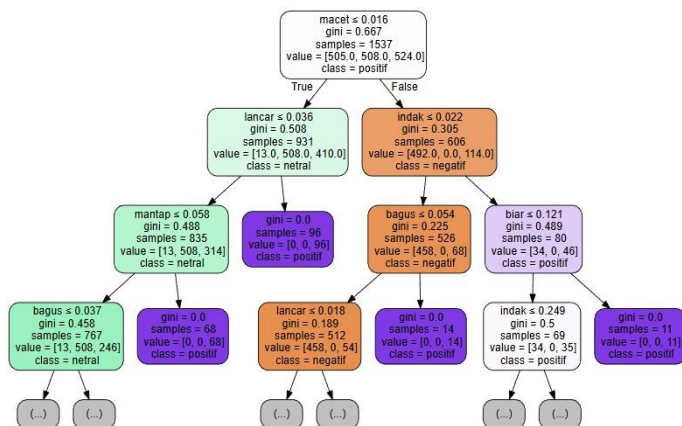 macet ≤ 0.016
gini = 0.667
samples = 1537
value = [505.0, 508.0, 524.0]
class = positif
True
False
lancar ≤ 0.036
gini = 0.508
samples = 931
value = [13.0, 508.0, 410.0]
class = netral
indak ≤ 0.022
gini = 0.305
samples = 606
value = [492.0, 0.0, 114.0]
class = negatif
mantap ≤ 0.058
gini = 0.488
samples = 835
value = [13, 508, 314]
class = netral
gini = 0.0
samples = 96
value = [0, 0, 96]
class = positif
bagus ≤ 0.054
gini = 0.225
samples = 526
value = [458, 0, 68]
class = negatif
biar ≤ 0.121
gini = 0.489
samples = 80
value = [34, 0, 46]
class = positif
bagus ≤ 0.037
gini = 0.458
samples = 767
value = [13, 508, 246]
class = netral
gini = 0.0
samples = 68
value = [0, 0, 68]
class = positif
lancar ≤ 0.018
gini = 0.189
samples = 512
value = [458, 0, 54]
class = negatif
gini = 0.0
samples = 14
value = [0, 0, 14]
class = positif
indak ≤ 0.249
gini = 0.5
samples = 69
value = [34, 0, 35]
class = positif
gini = 0.0
samples = 11
value = [0, 0, 11]
class = positif
(...)
(...)
(...)
(...)
(...)
(...)